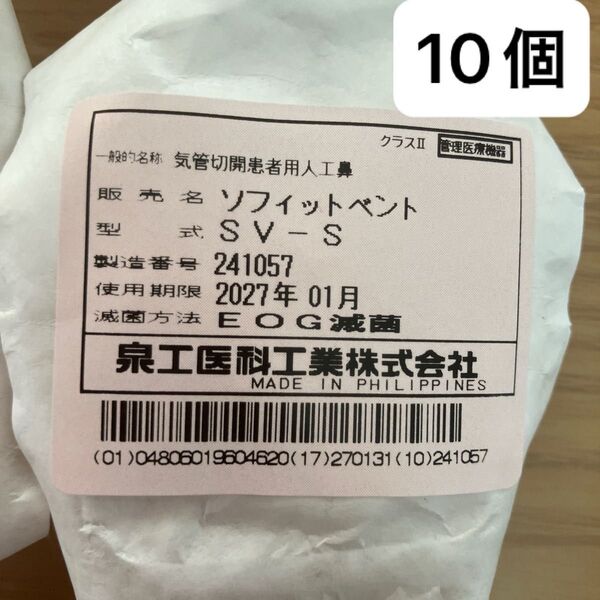 10個
クラスⅡ 管理医療機器
一般的名称 気管切開患者用人工鼻
販売名 ソフィットベント
型式 SV-S
製造番号 241057
使用期限 2027年01月
滅菌方法 EOG滅菌
泉工医科工業株式会社
MADE IN PHILIPPINES
(01)04806019604620(17)270131(10)241057